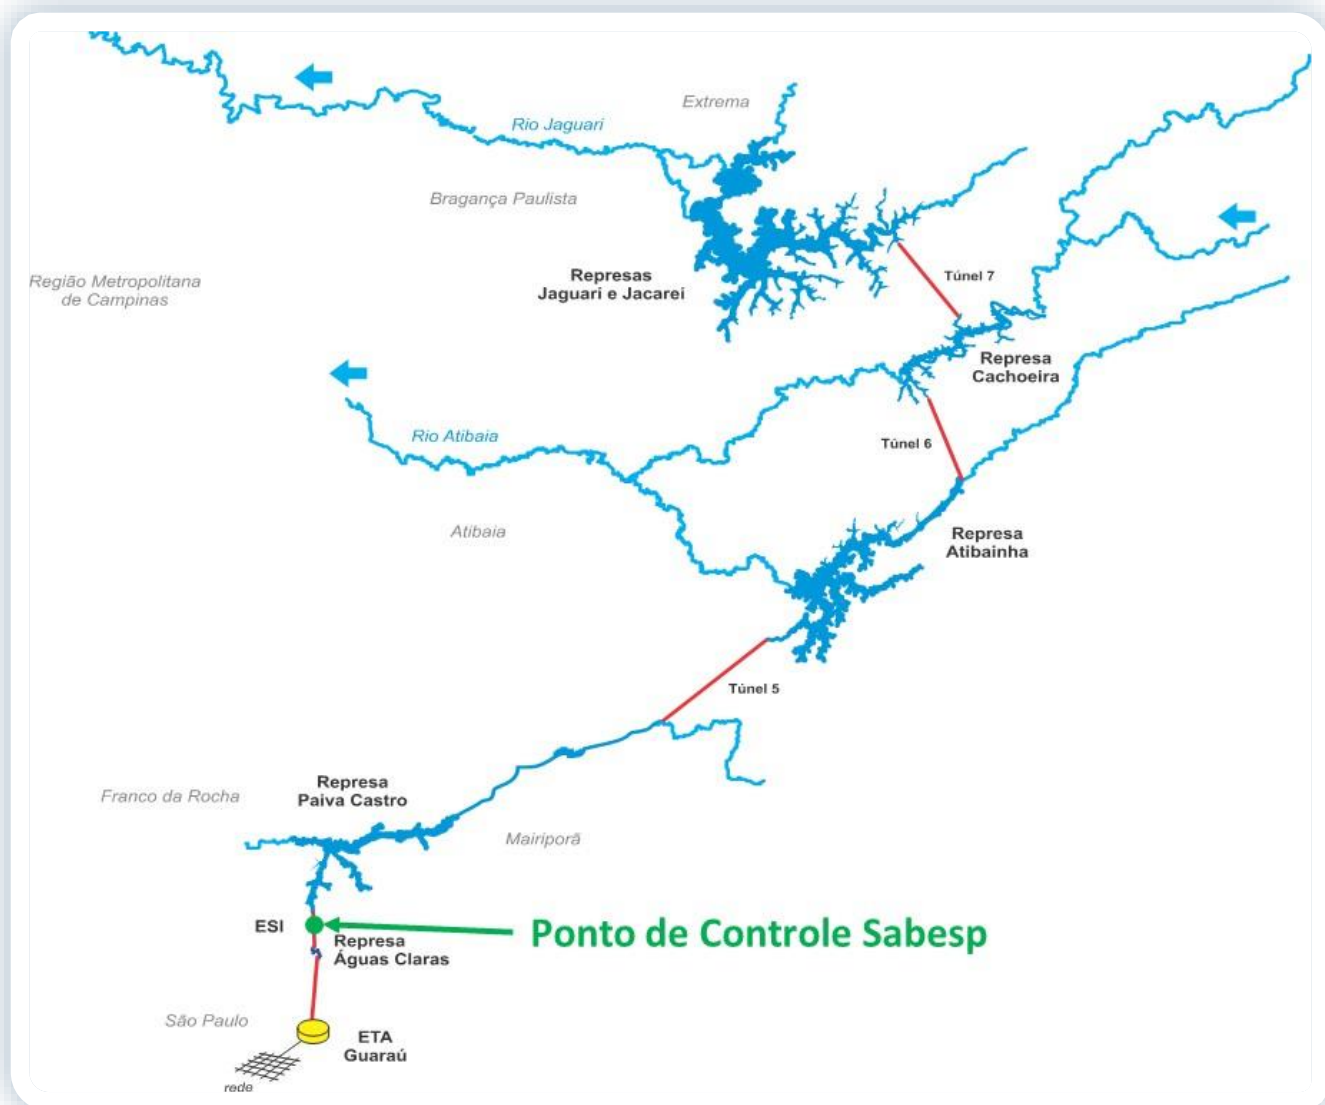 Extrema
Rio Jaguari
Bragança Paulista
Represas
Jaguari e Jacarei
Túnel 7
Região Metropolitana
de Campinas
Represa
Cachoeira
Rio Atibaia
Túnel 6
Atibaia
Represa
Atibainha
Túnel 5
Represa
Paiva Castro
Franco da Rocha
Mairiporã
ESI
Ponto de Controle Sabesp
Represa
Águas Claras
São Paulo
ETA
Guaraú
rede